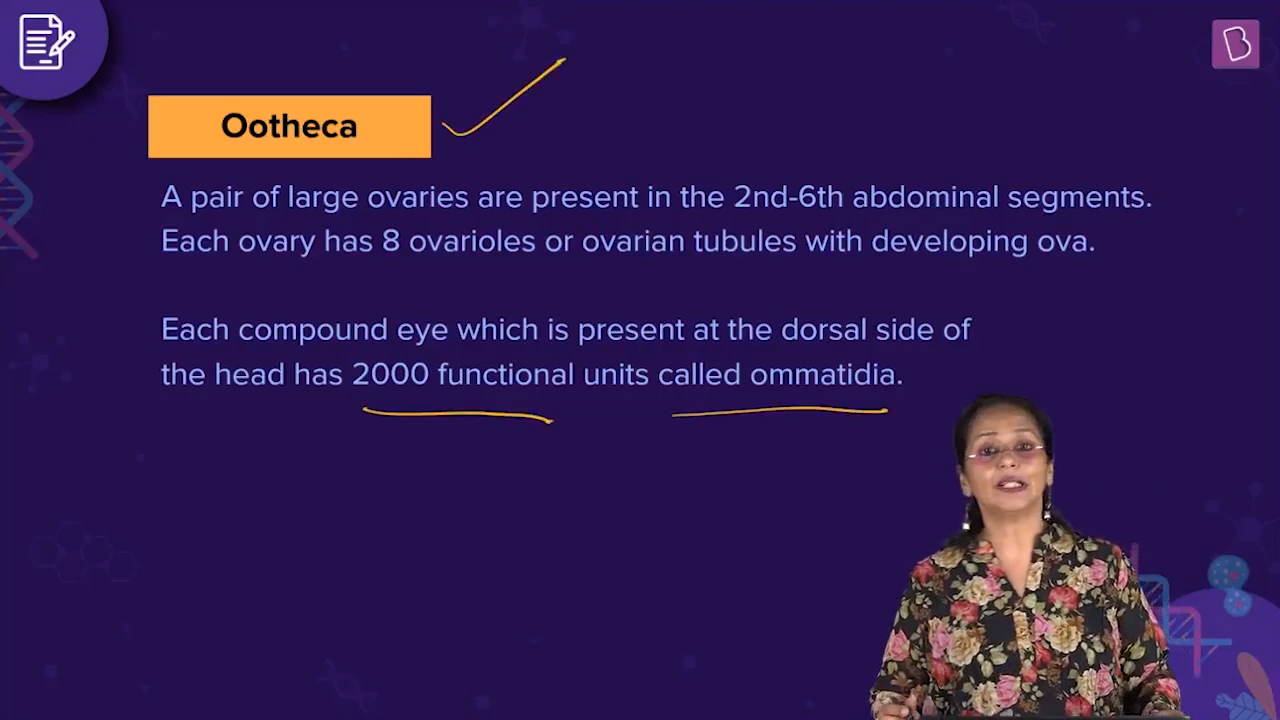 Ootheca
A pair of large ovaries are present in the 2nd-6th abdominal segments.
Each ovary has 8 ovarioles or ovarian tubules with developing ova.
Each compound eye which is present at the dorsal side of
the head has 2000 functional units called ommatidia.
B